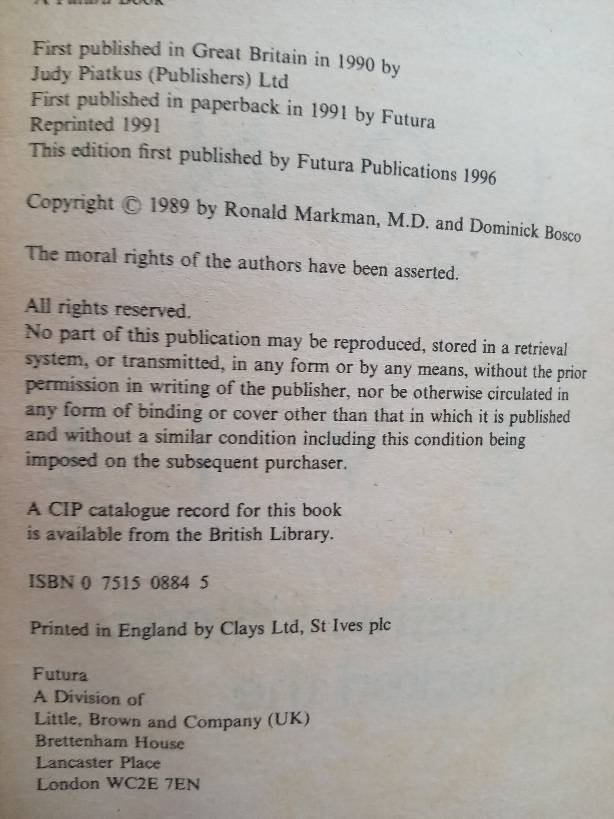 A Futura Book
First published in Great Britain in 1990 by
Judy Piatkus (Publishers) Ltd
First published in paperback in 1991 by Futura
Reprinted 1991
This edition first published by Futura Publications 1996
Copyright © 1989 by Ronald Markman, M.D. and Dominick Bosco
The moral rights of the authors have been asserted.
All rights reserved.
No part of this publication may be reproduced, stored in a retrieval
system, or transmitted, in any form or by any means, without the prior
permission in writing of the publisher, nor be otherwise circulated in
any form of binding or cover other than that in which it is published
and without a similar condition including this condition being
imposed on the subsequent purchaser.
A CIP catalogue record for this book
is available from the British Library.
ISBN 0 7515 0884 5
Printed in England by Clays Ltd, St Ives plc
Futura
A Division of
Little, Brown and Company (UK)
Brettenham House
Lancaster Place
London WC2E 7EN